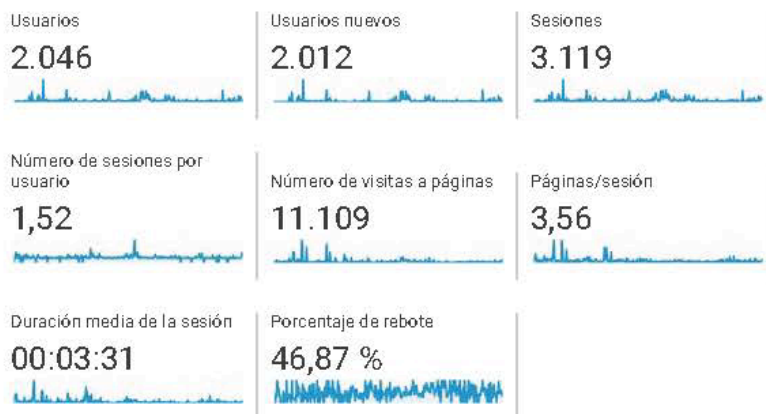 Usuarios
2.046
Usuarios nuevos
2.012
Sesiones
3.119
Número de sesiones por
usuario
1,52
Número de visitas a páginas
11.109
Páginas/sesión
3,56
Duración media de la sesión
00:03:31
Porcentaje de rebote
46,87 %